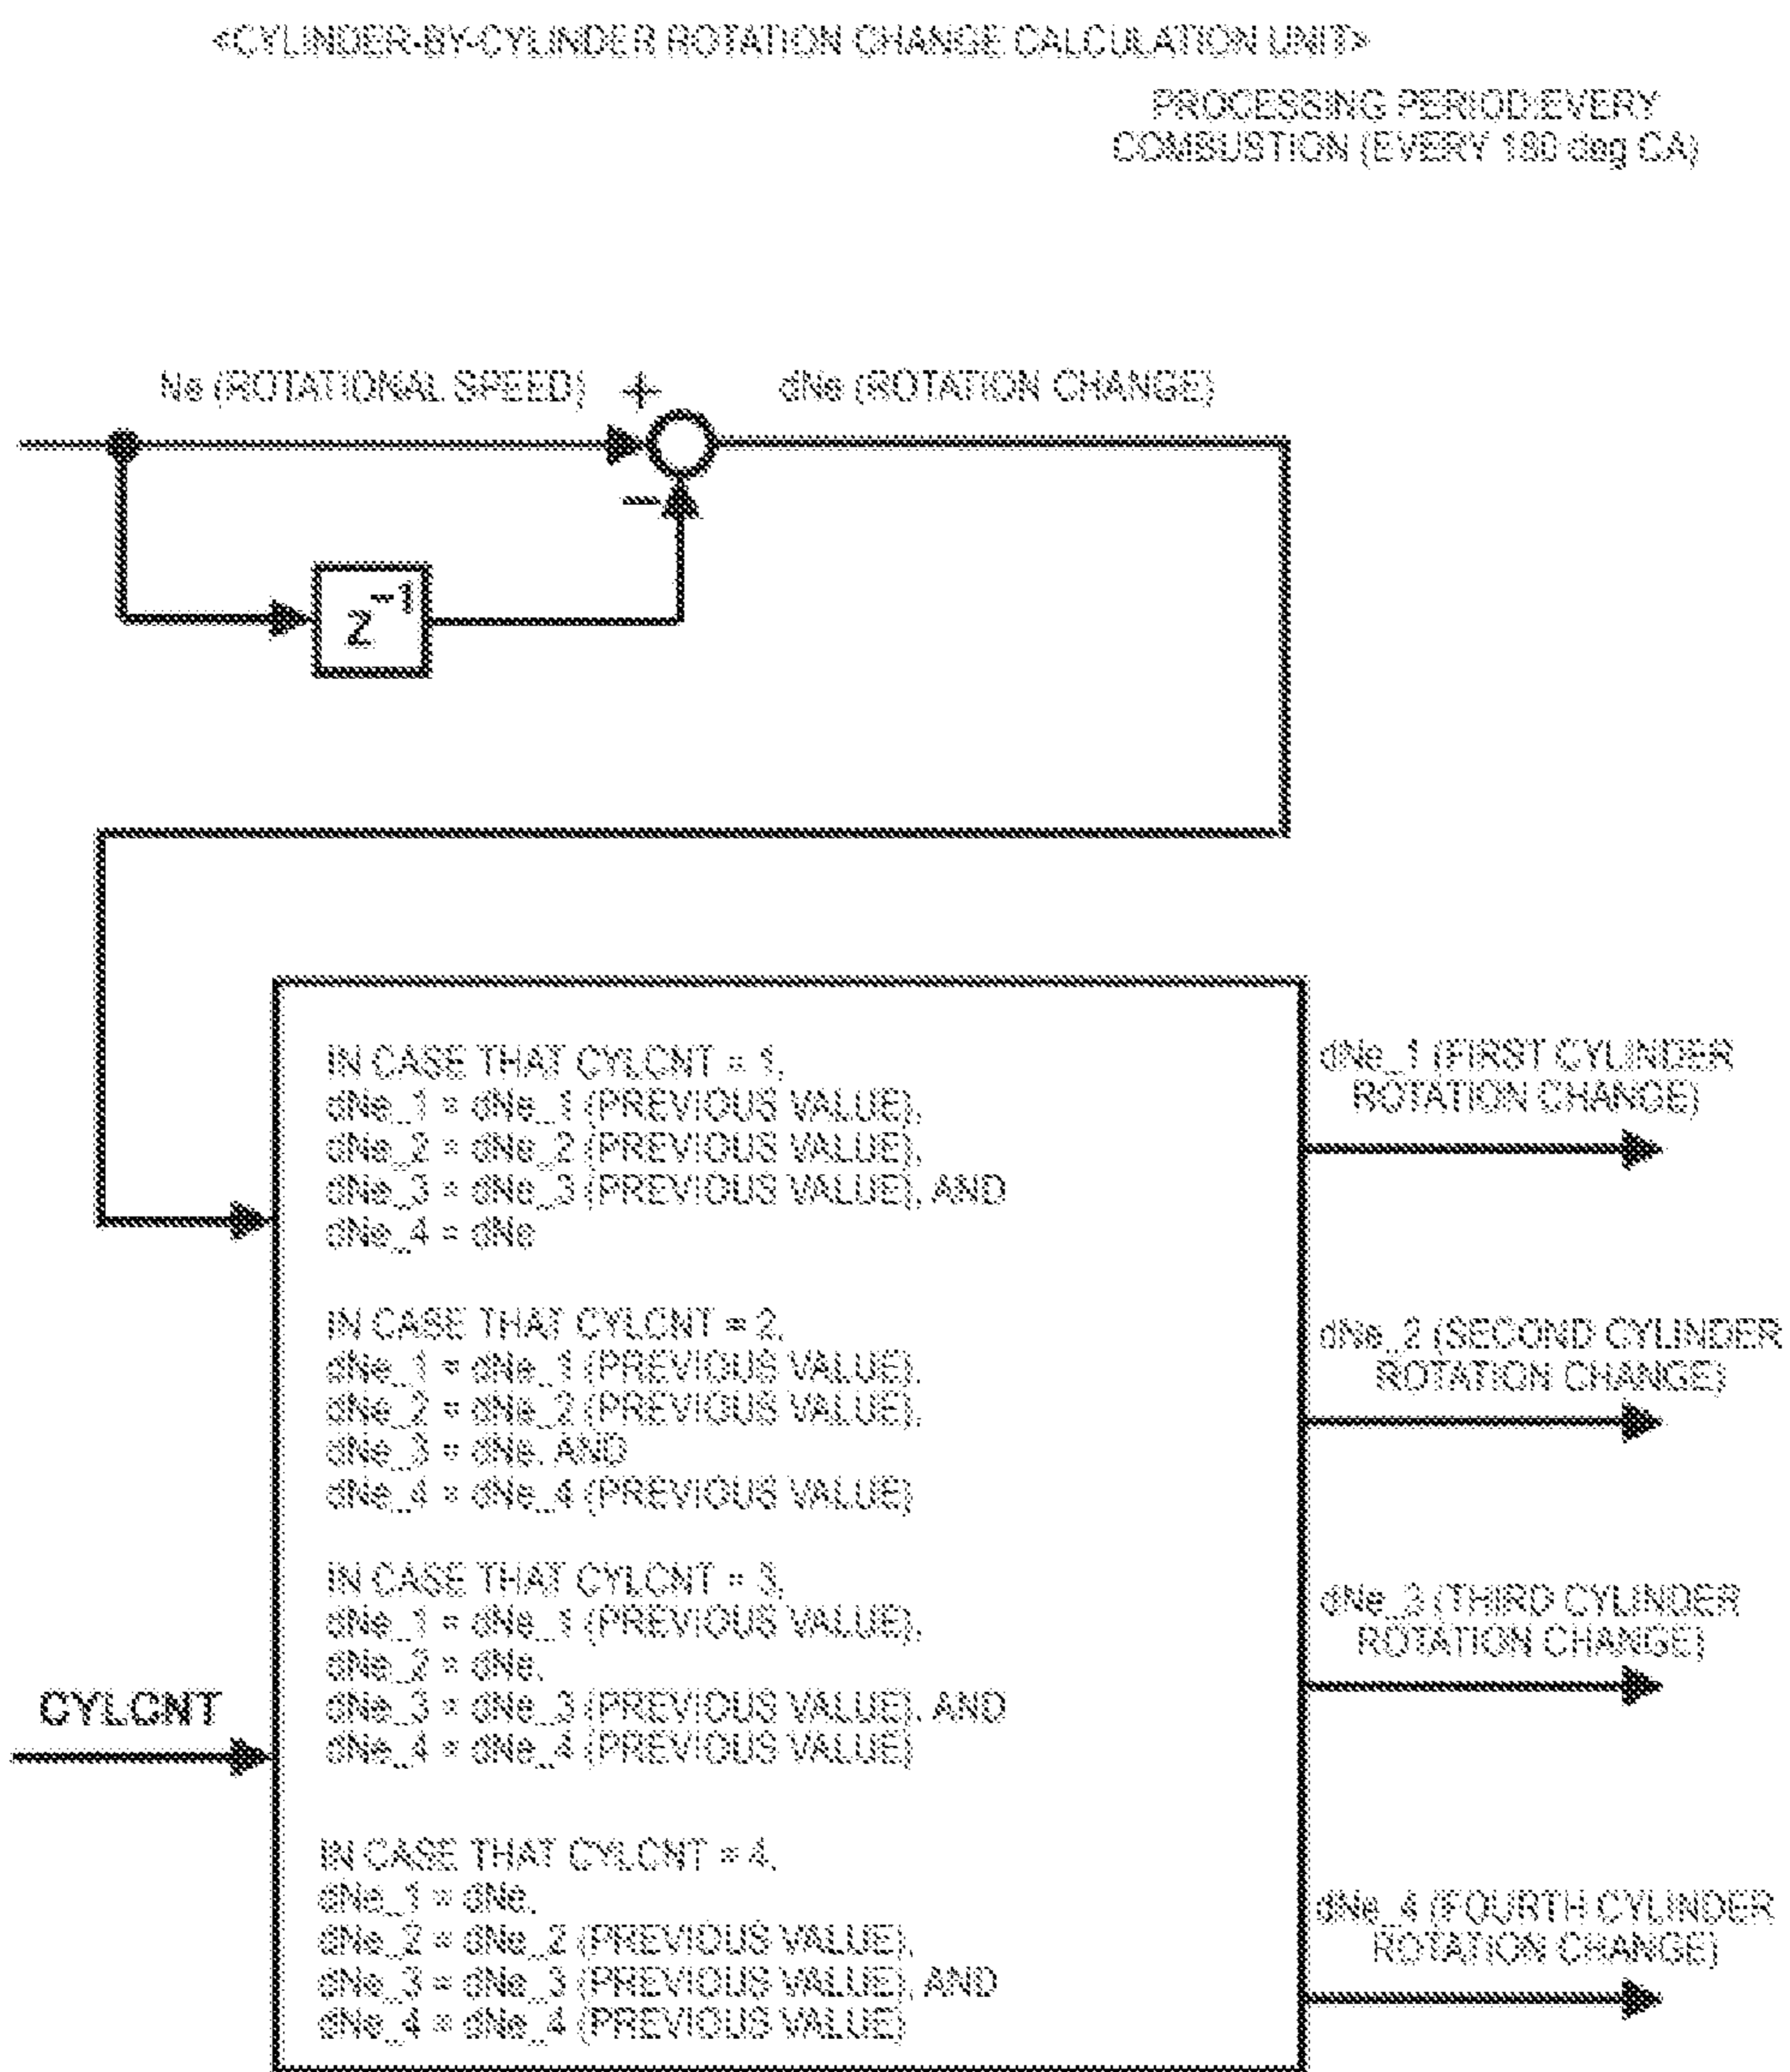 <CYLINDER-BY-CYLINDER ROTATION CHANGE CALCULATION UNIT>
PROCESSING PERIOD:EVERY
COMBUSTION (EVERY 180 deg CA)
Ne (ROTATIONAL SPEED)
+
dNe (ROTATION CHANGE)
−
z⁻¹
IN CASE THAT CYLCNT = 1,
dNe_1 = dNe_1 (PREVIOUS VALUE),
dNe_2 = dNe_2 (PREVIOUS VALUE),
dNe_3 = dNe_3 (PREVIOUS VALUE), AND
dNe_4 = dNe
IN CASE THAT CYLCNT = 2,
dNe_1 = dNe_1 (PREVIOUS VALUE),
dNe_2 = dNe_2 (PREVIOUS VALUE),
dNe_3 = dNe, AND
dNe_4 = dNe_4 (PREVIOUS VALUE)
IN CASE THAT CYLCNT = 3,
dNe_1 = dNe_1 (PREVIOUS VALUE),
dNe_2 = dNe,
dNe_3 = dNe_3 (PREVIOUS VALUE), AND
dNe_4 = dNe_4 (PREVIOUS VALUE)
IN CASE THAT CYLCNT = 4,
dNe_1 = dNe,
dNe_2 = dNe_2 (PREVIOUS VALUE),
dNe_3 = dNe_3 (PREVIOUS VALUE), AND
dNe_4 = dNe_4 (PREVIOUS VALUE)
CYLCNT
dNe_1 (FIRST CYLINDER
ROTATION CHANGE)
dNe_2 (SECOND CYLINDER
ROTATION CHANGE)
dNe_3 (THIRD CYLINDER
ROTATION CHANGE)
dNe_4 (FOURTH CYLINDER
ROTATION CHANGE)